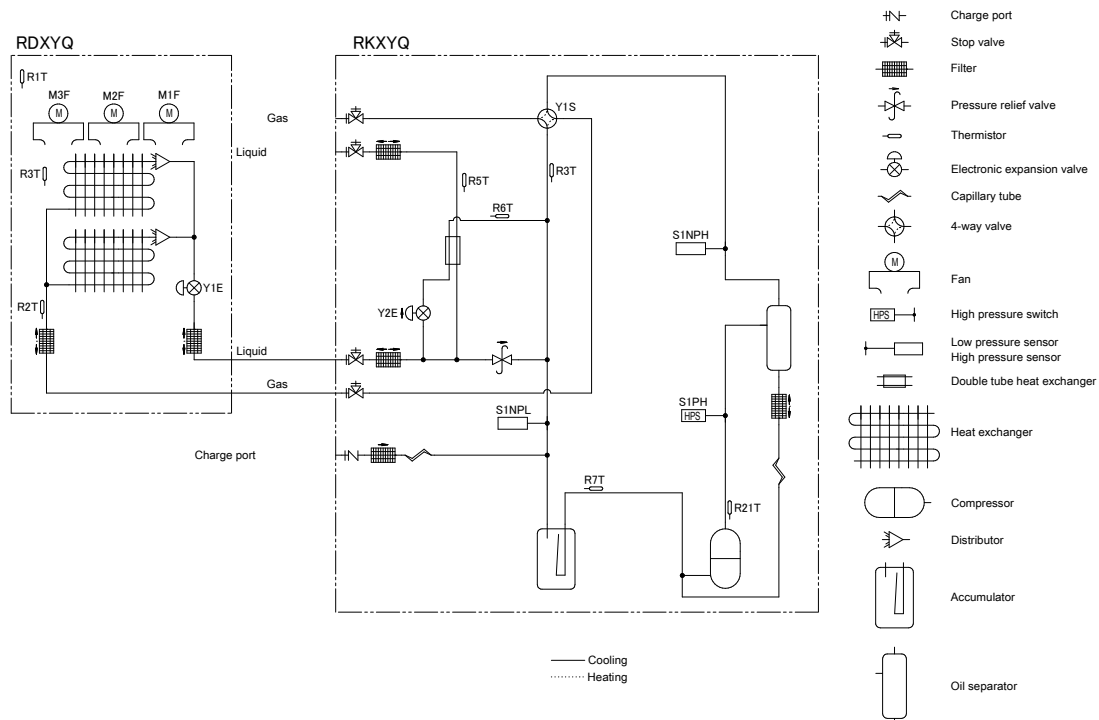 RDXYQ
R1T
M3F
M2F
M1F
M
M
M
R3T
Y1E
R2T
Gas
Liquid
Liquid
Gas
Charge port
RKXYQ
Y1S
R3T
R5T
R6T
S1NPH
Y2E
S1PH
HPS
S1NPL
R7T
R21T
Cooling
Heating
Charge port
Stop valve
Filter
Pressure relief valve
Thermistor
Electronic expansion valve
Capillary tube
4-way valve
M
Fan
HPS
High pressure switch
Low pressure sensor
High pressure sensor
Double tube heat exchanger
Heat exchanger
Compressor
Distributor
Accumulator
Oil separator